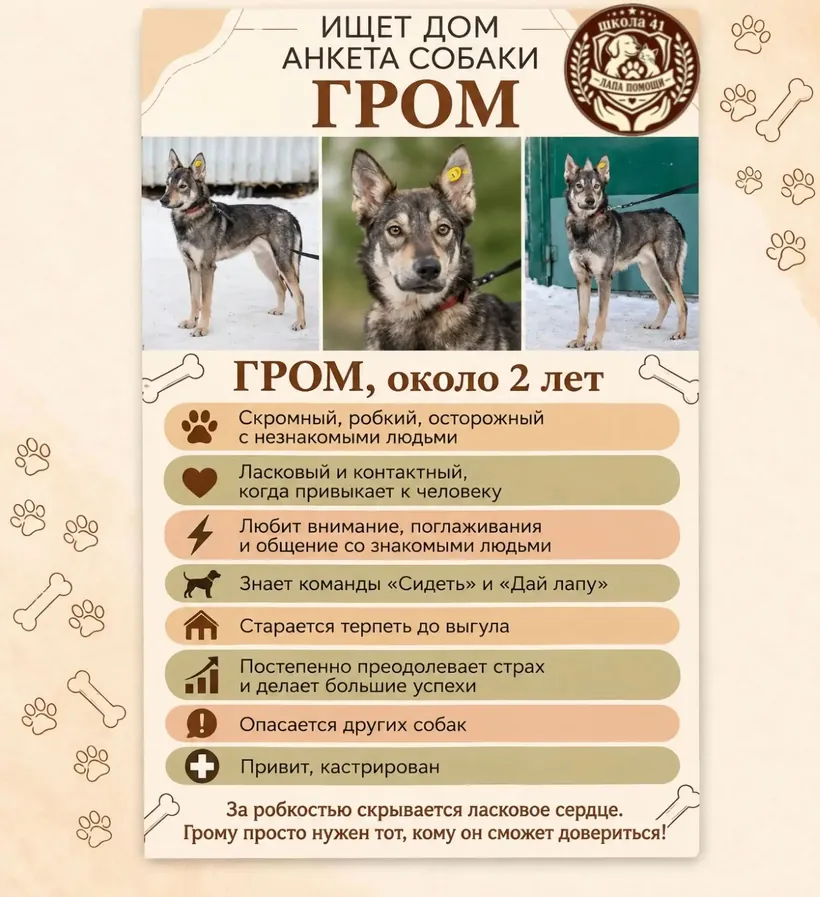 ИЩЕТ ДОМ
АНКЕТА СОБАКИ
ГРОМ
ШКОЛА 41
ЛАПА ПОМОЩИ
ГРОМ, около 2 лет
Скромный, робкий, осторожный
с незнакомыми людьми
Ласковый и контактный,
когда привыкает к человеку
Любит внимание, поглаживания
и общение со знакомыми людьми
Знает команды «Сидеть» и «Дай лапу»
Старается терпеть до выгула
Постепенно преодолевает страх
и делает большие успехи
Опасается других собак
Привит, кастрирован
За робкостью скрывается ласковое сердце.
Грому просто нужен тот, кому он сможет довериться!